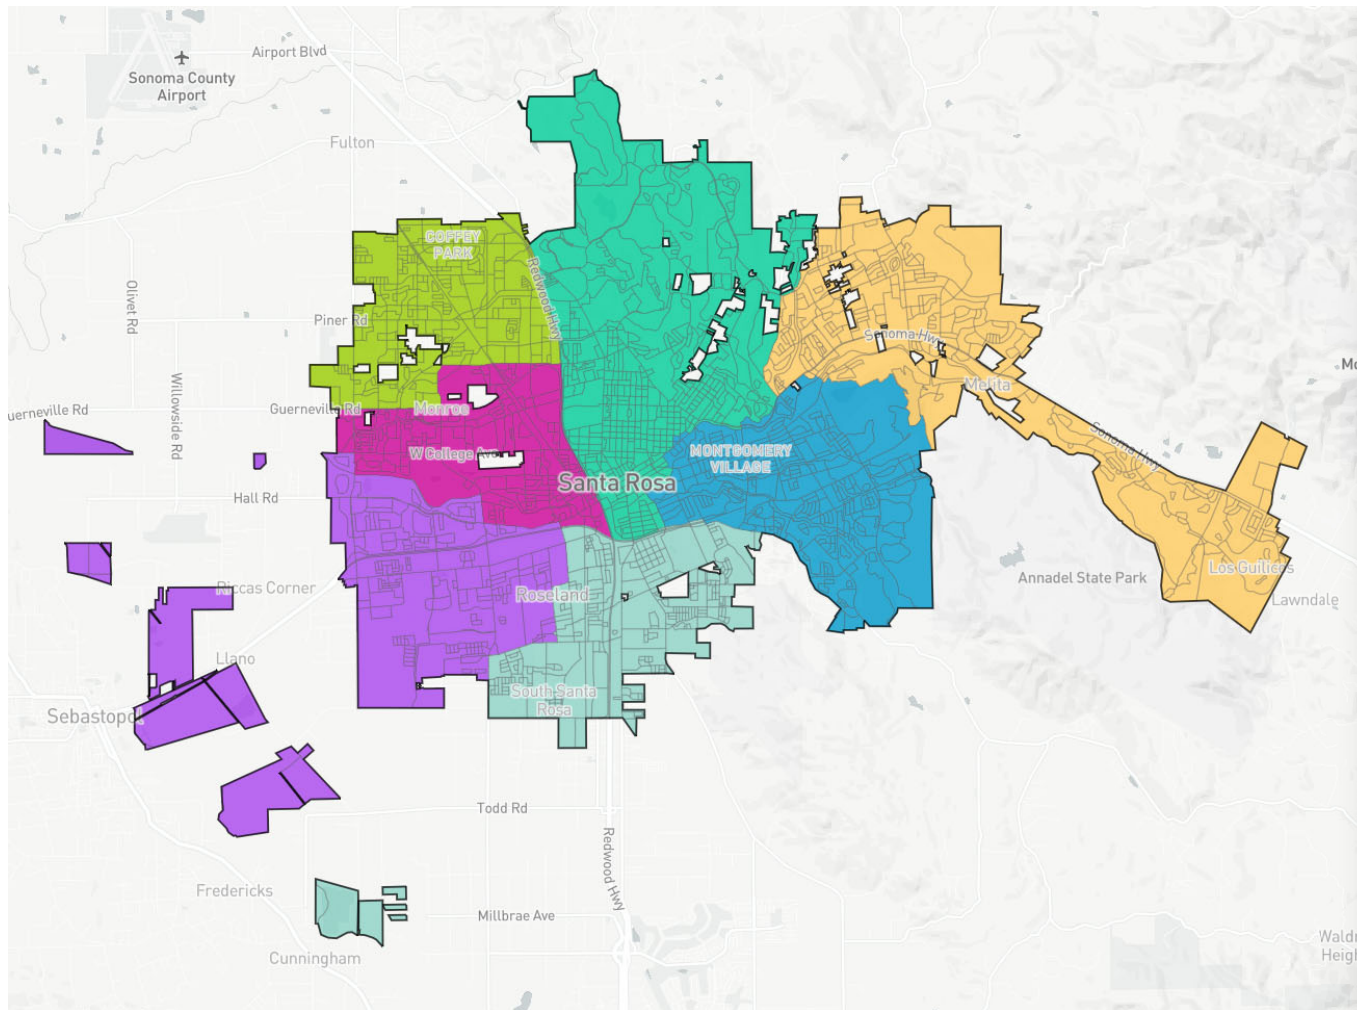 Airport Blvd
Sonoma County
Airport
Fulton
COFFEY
PARK
Redwood Hwy
Olivet Rd
Piner Rd
Sonoma Hwy
Willowside Rd
Guerneville Rd
Monroe
Melita
W College Ave
MONTGOMERY
VILLAGE
Sonoma Hwy
Santa Rosa
Hall Rd
Riccas Corner
Roseland
Annadel State Park
Los Guilicos
Lawndale
Llano
South Santa
Rosa
Sebastopol
Todd Rd
Redwood Hwy
Fredericks
Millbrae Ave
Cunningham